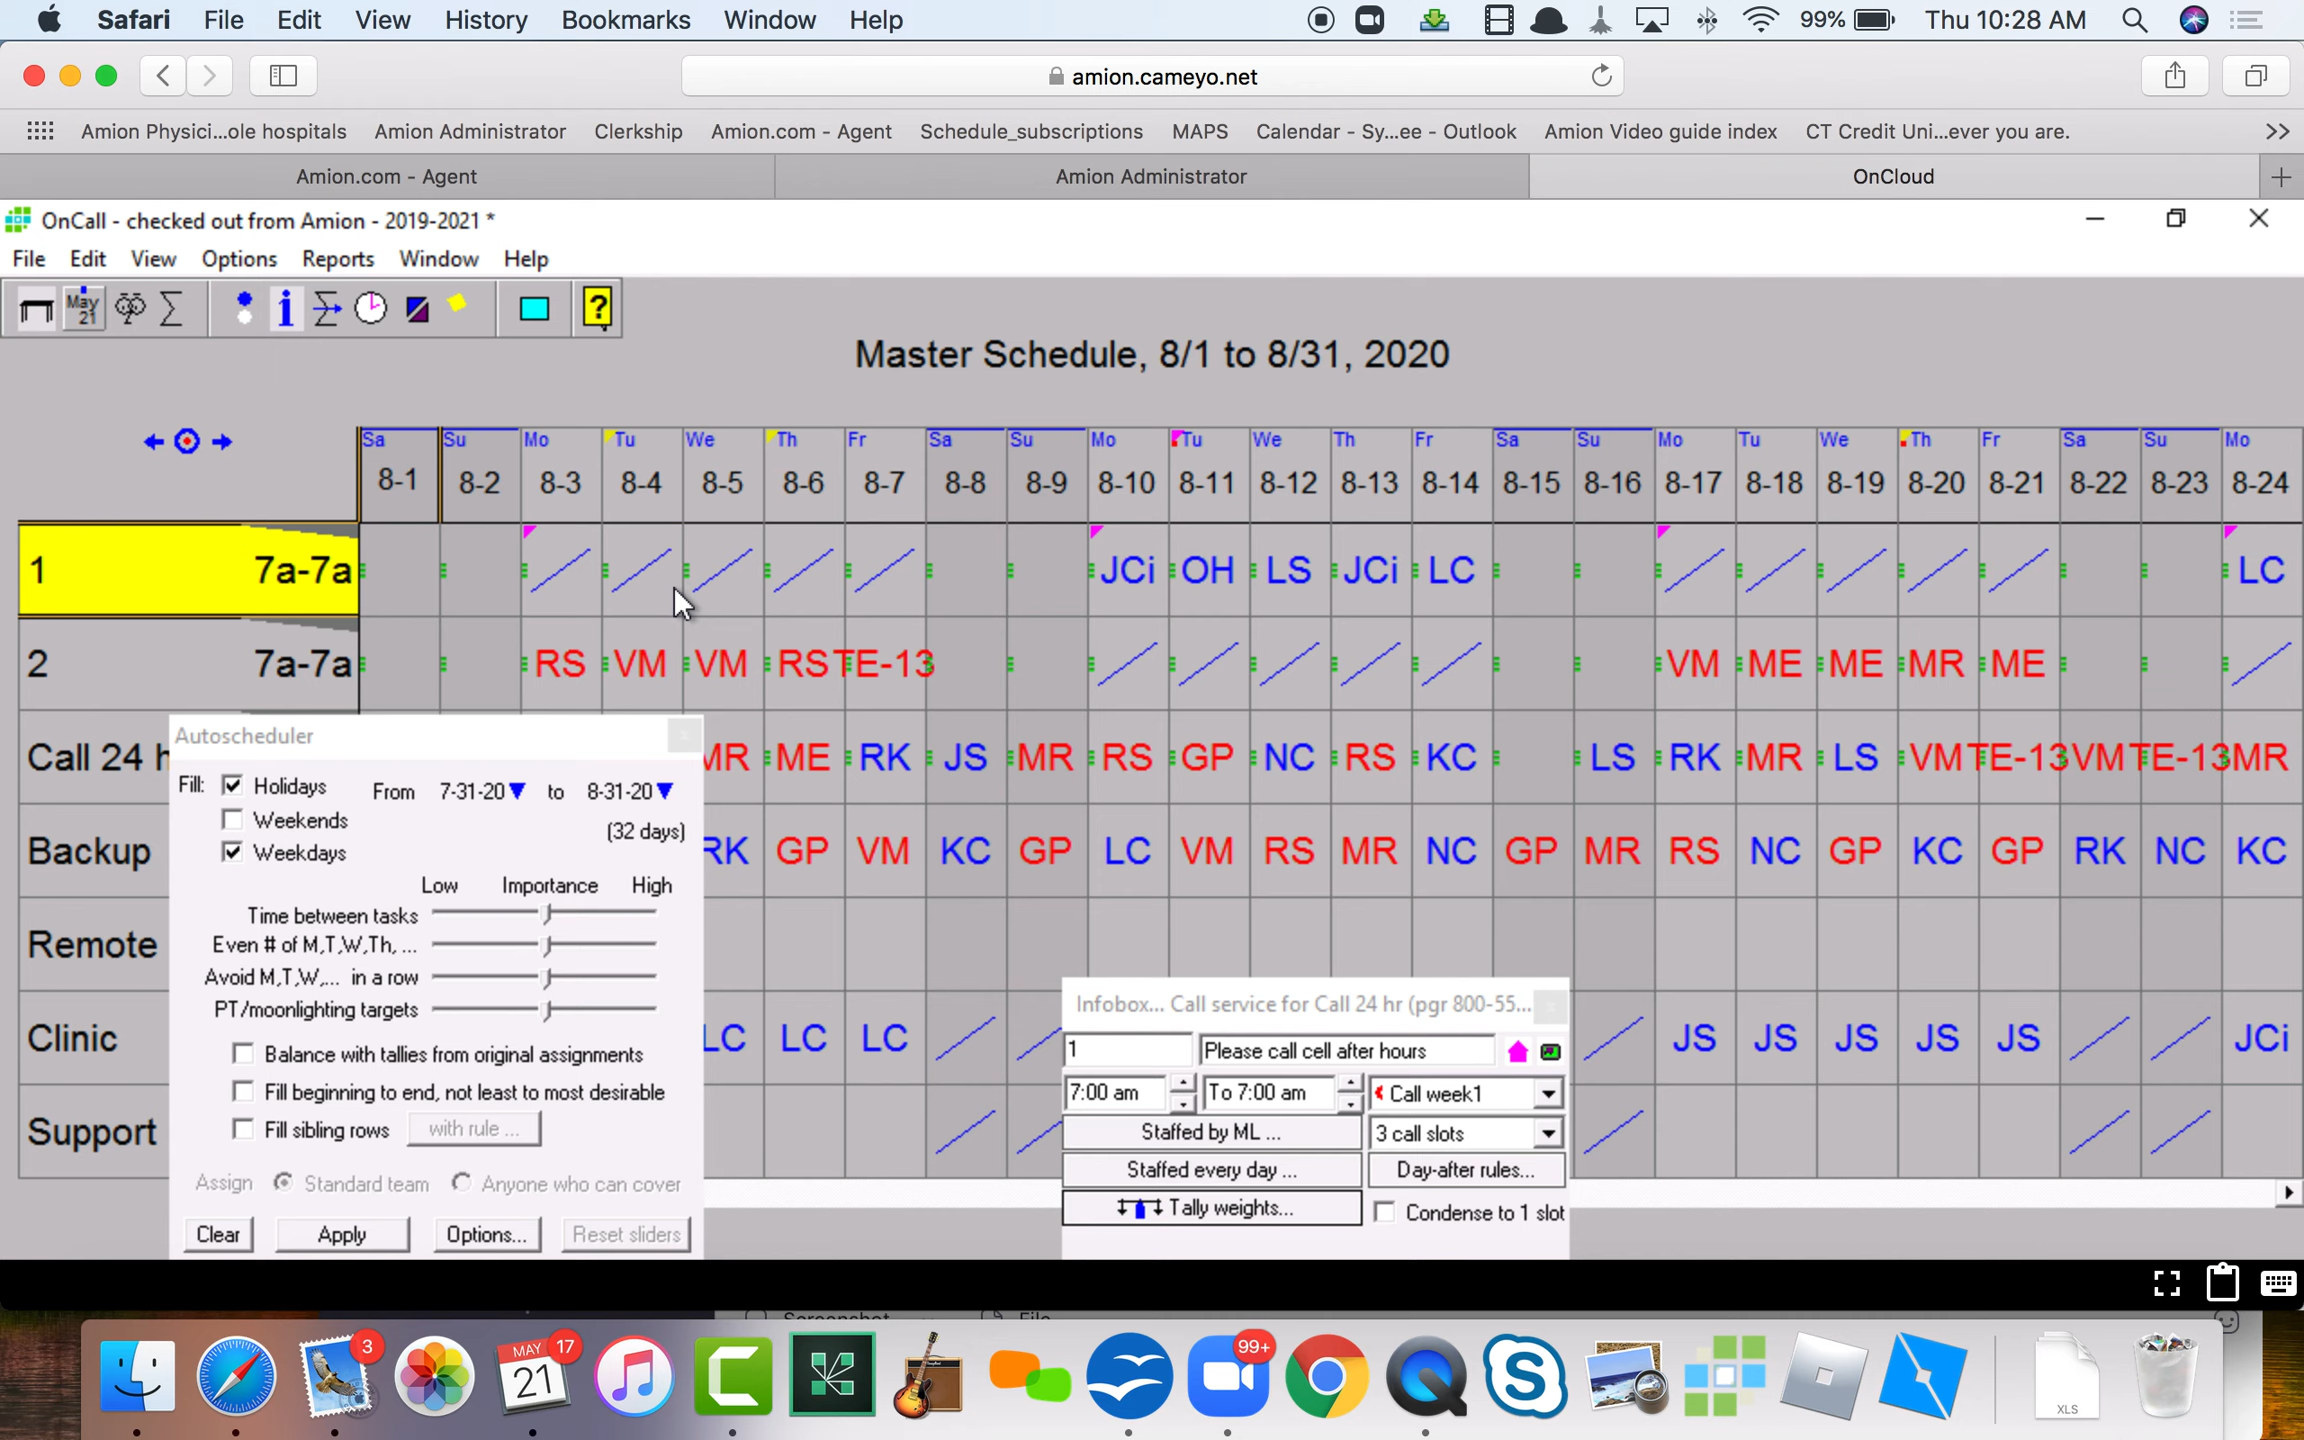 Safari File Edit View History Bookmarks Window Help 99% Thu 10:28 AM
amion.cameyo.net
Amion Physici...ole hospitals Amion Administrator Clerkship Amion.com - Agent Schedule_subscriptions MAPS Calendar - Sy...ee - Outlook Amion Video guide index CT Credit Uni...ever you are.
Amion.com - Agent Amion Administrator OnCloud
OnCall - checked out from Amion - 2019-2021 *
File Edit View Options Reports Window Help
May
21
Master Schedule, 8/1 to 8/31, 2020
Sa Su Mo Tu We Th Fr Sa Su Mo Tu We Th Fr Sa Su Mo Tu We Th Fr Sa Su Mo
8-1 8-2 8-3 8-4 8-5 8-6 8-7 8-8 8-9 8-10 8-11 8-12 8-13 8-14 8-15 8-16 8-17 8-18 8-19 8-20 8-21 8-22 8-23 8-24
1 7a-7a JCi OH LS JCi LC LC
2 7a-7a RS VM VM RS TE-13 VM ME ME MR ME
Call 24 h MR ME RK JS MR RS GP NC RS KC LS RK MR LS VM TE-13 VM TE-13 MR
Backup RK GP VM KC GP LC VM RS MR NC GP MR RS NC GP KC GP RK NC KC
Remote
Clinic LC LC LC JS JS JS JS JS JCi
Support
Autoscheduler
Fill: Holidays From 7-31-20 to 8-31-20
Weekends (32 days)
Weekdays
Low Importance High
Time between tasks
Even # of M,T,W,Th, ...
Avoid M,T,W,... in a row
PT/moonlighting targets
Balance with tallies from original assignments
Fill beginning to end, not least to most desirable
Fill sibling rows with rule ...
Assign Standard team Anyone who can cover
Clear Apply Options... Reset sliders
Infobox... Call service for Call 24 hr (pgr 800-55...
1 Please call cell after hours
7:00 am To 7:00 am Call week1
Staffed by ML ... 3 call slots
Staffed every day ... Day-after rules...
Tally weights... Condense to 1 slot
3
MAY 17
21
99+
XLS